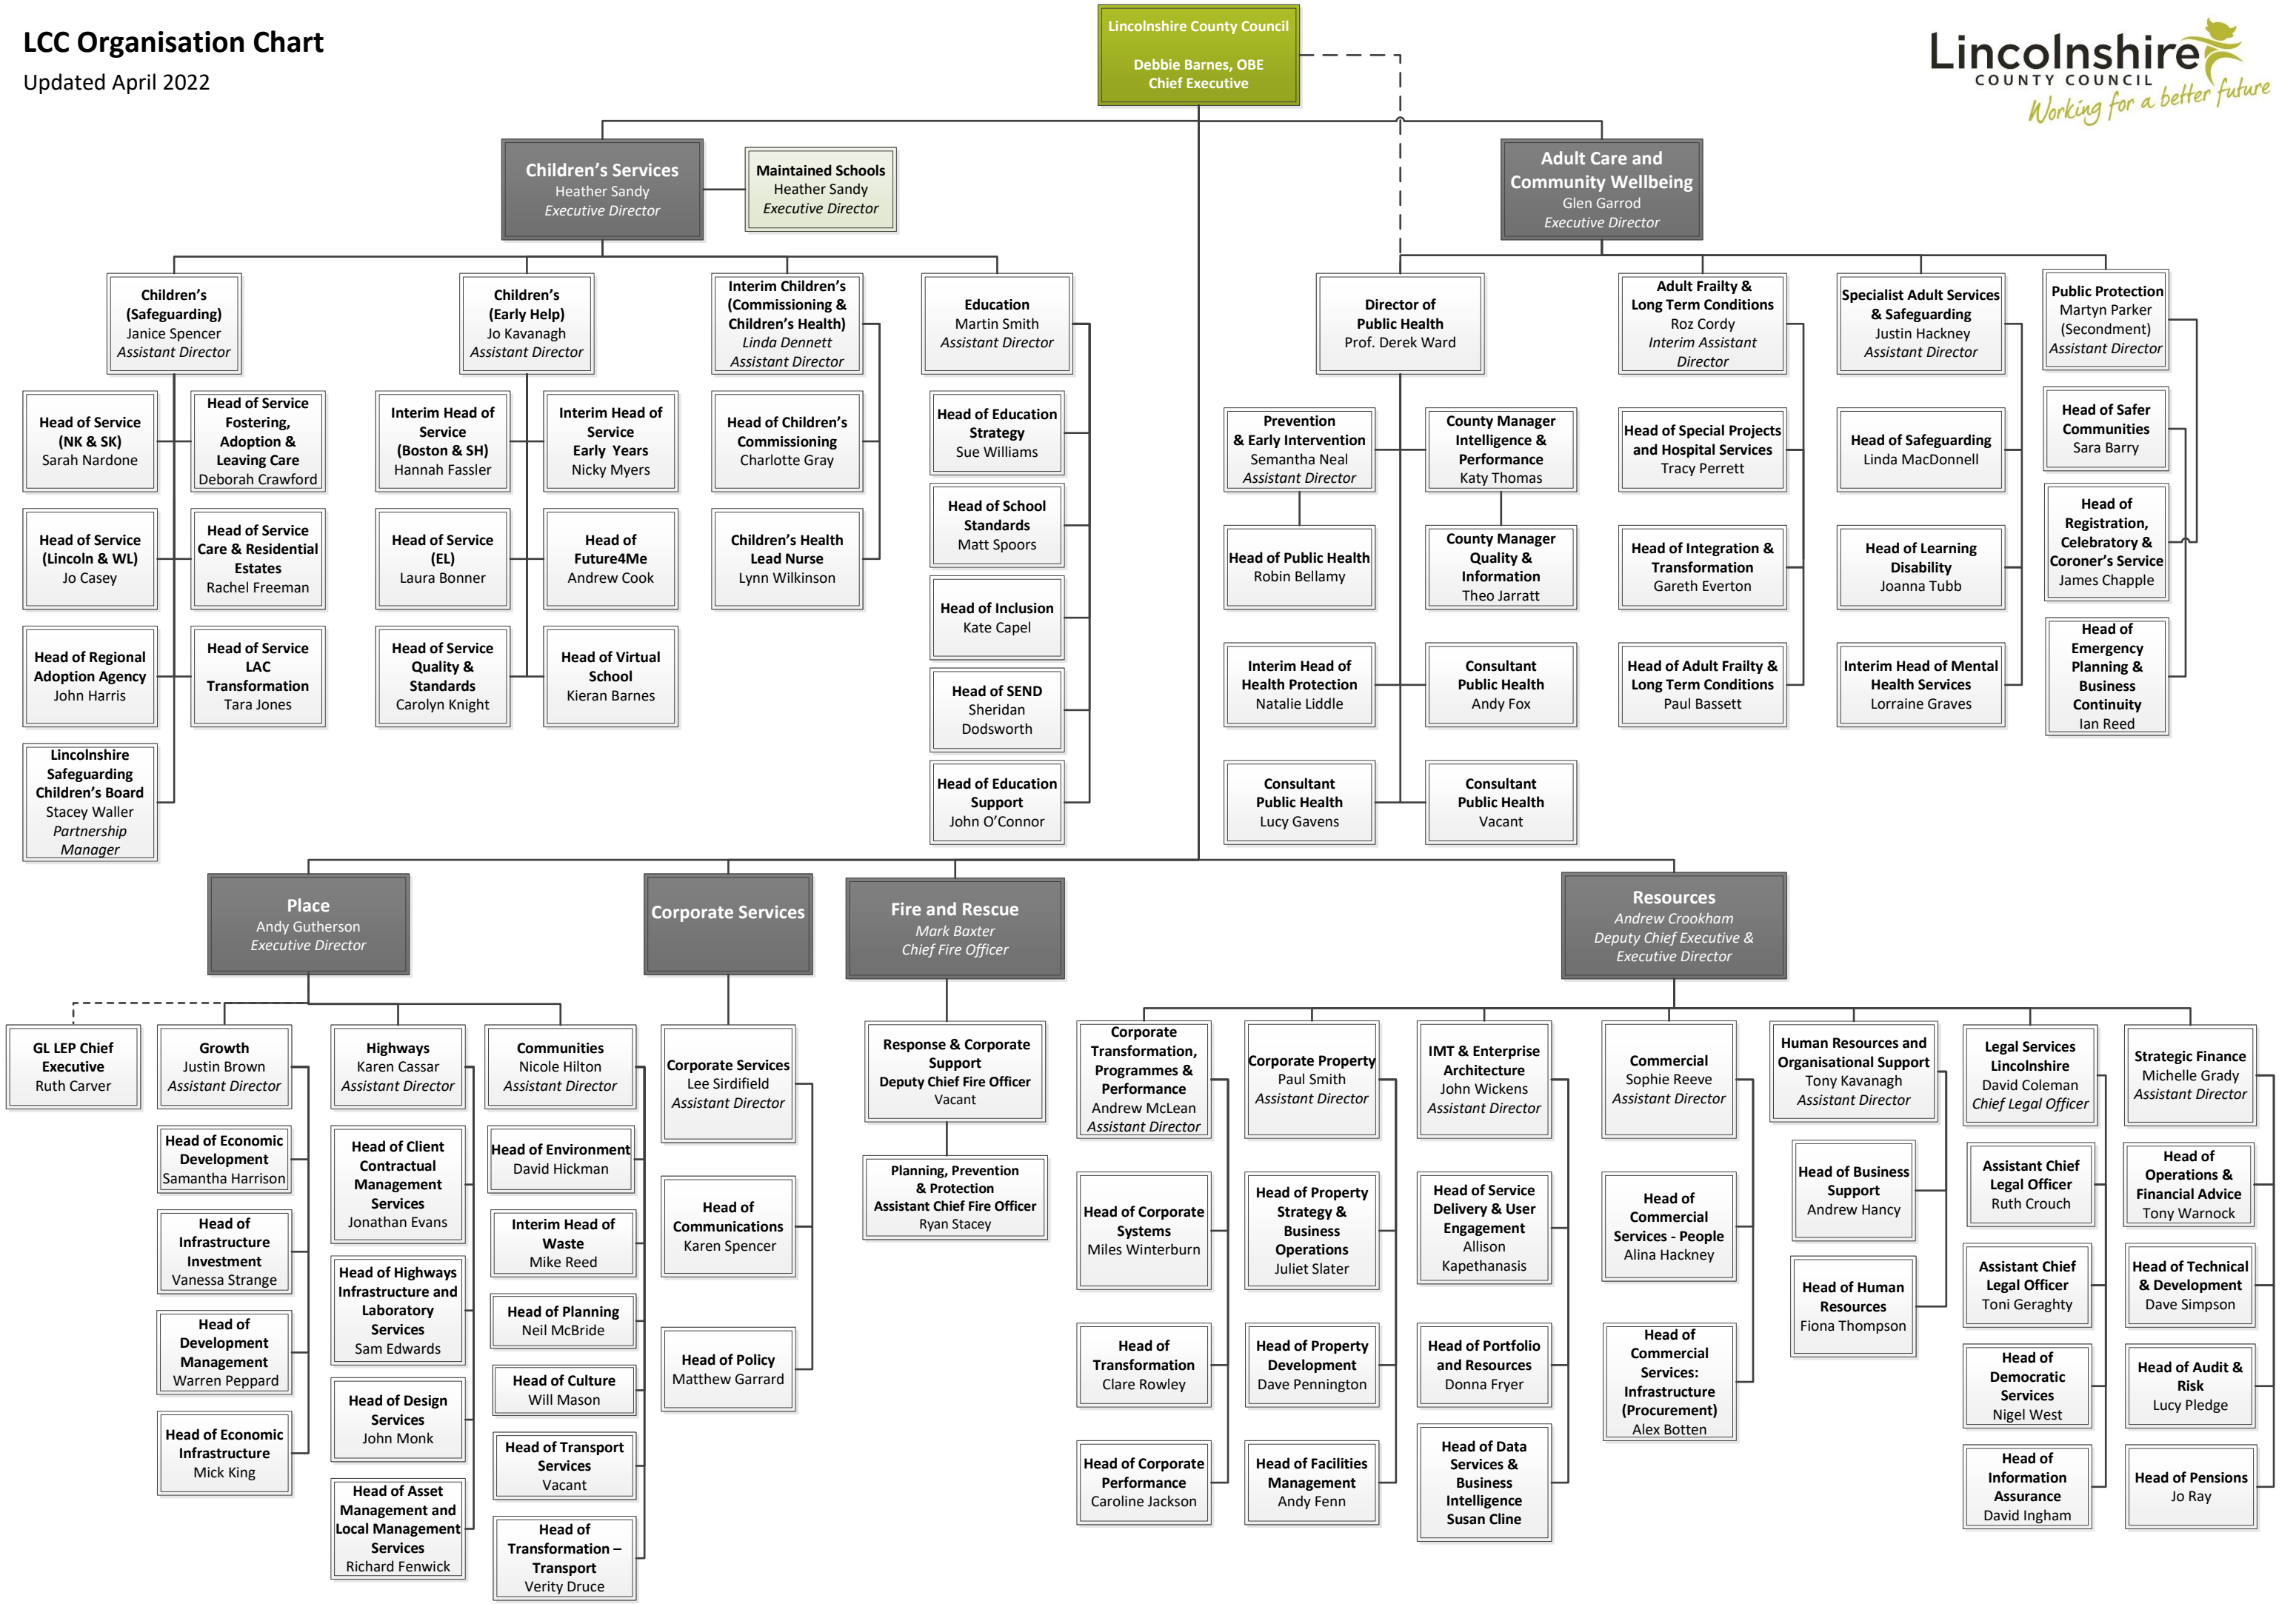 LCC Organisation Chart
Updated April 2022
Lincolnshire County Council
Debbie Barnes, OBE
Chief Executive
Lincolnshire
COUNTY COUNCIL
Working for a better future
Children's Services
Heather Sandy
Executive Director
Maintained Schools
Heather Sandy
Executive Director
Adult Care and
Community Wellbeing
Glen Garrod
Executive Director
Children's
(Safeguarding)
Janice Spencer
Assistant Director
Head of Service
(NK & SK)
Sarah Nardone
Head of Service
Fostering,
Adoption &
Leaving Care
Deborah Crawford
Head of Service
(Lincoln & WL)
Jo Casey
Head of Service
Care & Residential
Estates
Rachel Freeman
Head of Regional
Adoption Agency
John Harris
Head of Service
LAC
Transformation
Tara Jones
Lincolnshire
Safeguarding
Children's Board
Stacey Waller
Partnership
Manager
Children's
(Early Help)
Jo Kavanagh
Assistant Director
Interim Head of
Service
(Boston & SH)
Hannah Fassler
Interim Head of
Service
Early Years
Nicky Myers
Head of Service
(EL)
Laura Bonner
Head of
Future4Me
Andrew Cook
Head of Service
Quality &
Standards
Carolyn Knight
Head of Virtual
School
Kieran Barnes
Interim Children's
(Commissioning &
Children's Health)
Linda Dennett
Assistant Director
Head of Children's
Commissioning
Charlotte Gray
Children's Health
Lead Nurse
Lynn Wilkinson
Education
Martin Smith
Assistant Director
Head of Education
Strategy
Sue Williams
Head of School
Standards
Matt Spoors
Head of Inclusion
Kate Capel
Head of SEND
Sheridan
Dodsworth
Head of Education
Support
John O'Connor
Director of
Public Health
Prof. Derek Ward
Prevention
& Early Intervention
Semantha Neal
Assistant Director
County Manager
Intelligence &
Performance
Katy Thomas
Head of Public Health
Robin Bellamy
County Manager
Quality &
Information
Theo Jarratt
Interim Head of
Health Protection
Natalie Liddle
Consultant
Public Health
Andy Fox
Consultant
Public Health
Lucy Gavens
Consultant
Public Health
Vacant
Adult Frailty &
Long Term Conditions
Roz Cordy
Interim Assistant
Director
Head of Special Projects
and Hospital Services
Tracy Perrett
Head of Integration &
Transformation
Gareth Everton
Head of Adult Frailty &
Long Term Conditions
Paul Bassett
Specialist Adult Services
& Safeguarding
Justin Hackney
Assistant Director
Head of Safeguarding
Linda MacDonnell
Head of Learning
Disability
Joanna Tubb
Interim Head of Mental
Health Services
Lorraine Graves
Public Protection
Martyn Parker
(Secondment)
Assistant Director
Head of Safer
Communities
Sara Barry
Head of
Registration,
Celebratory &
Coroner's Service
James Chapple
Head of
Emergency
Planning &
Business
Continuity
Ian Reed
Place
Andy Gutherson
Executive Director
Corporate Services
Fire and Rescue
Mark Baxter
Chief Fire Officer
Resources
Andrew Crookham
Deputy Chief Executive &
Executive Director
GL LEP Chief
Executive
Ruth Carver
Growth
Justin Brown
Assistant Director
Head of Economic
Development
Samantha Harrison
Head of
Infrastructure
Investment
Vanessa Strange
Head of
Development
Management
Warren Peppard
Head of Economic
Infrastructure
Mick King
Highways
Karen Cassar
Assistant Director
Head of Client
Contractual
Management
Services
Jonathan Evans
Head of Highways
Infrastructure and
Laboratory
Services
Sam Edwards
Head of Design
Services
John Monk
Head of Asset
Management and
Local Management
Services
Richard Fenwick
Communities
Nicole Hilton
Assistant Director
Head of Environment
David Hickman
Interim Head of
Waste
Mike Reed
Head of Planning
Neil McBride
Head of Culture
Will Mason
Head of Transport
Services
Vacant
Head of
Transformation –
Transport
Verity Druce
Corporate Services
Lee Sirdifield
Assistant Director
Head of
Communications
Karen Spencer
Head of Policy
Matthew Garrard
Response & Corporate
Support
Deputy Chief Fire Officer
Vacant
Planning, Prevention
& Protection
Assistant Chief Fire Officer
Ryan Stacey
Corporate
Transformation,
Programmes &
Performance
Andrew McLean
Assistant Director
Head of Corporate
Systems
Miles Winterburn
Head of
Transformation
Clare Rowley
Head of Corporate
Performance
Caroline Jackson
Corporate Property
Paul Smith
Assistant Director
Head of Property
Strategy &
Business
Operations
Juliet Slater
Head of Property
Development
Dave Pennington
Head of Facilities
Management
Andy Fenn
IMT & Enterprise
Architecture
John Wickens
Assistant Director
Head of Service
Delivery & User
Engagement
Allison
Kapethanasis
Head of Portfolio
and Resources
Donna Fryer
Head of Data
Services &
Business
Intelligence
Susan Cline
Commercial
Sophie Reeve
Assistant Director
Head of
Commercial
Services - People
Alina Hackney
Head of
Commercial
Services:
Infrastructure
(Procurement)
Alex Botten
Human Resources and
Organisational Support
Tony Kavanagh
Assistant Director
Head of Business
Support
Andrew Hancy
Head of Human
Resources
Fiona Thompson
Legal Services
Lincolnshire
David Coleman
Chief Legal Officer
Assistant Chief
Legal Officer
Ruth Crouch
Assistant Chief
Legal Officer
Toni Geraghty
Head of
Democratic
Services
Nigel West
Head of
Information
Assurance
David Ingham
Strategic Finance
Michelle Grady
Assistant Director
Head of
Operations &
Financial Advice
Tony Warnock
Head of Technical
& Development
Dave Simpson
Head of Audit &
Risk
Lucy Pledge
Head of Pensions
Jo Ray